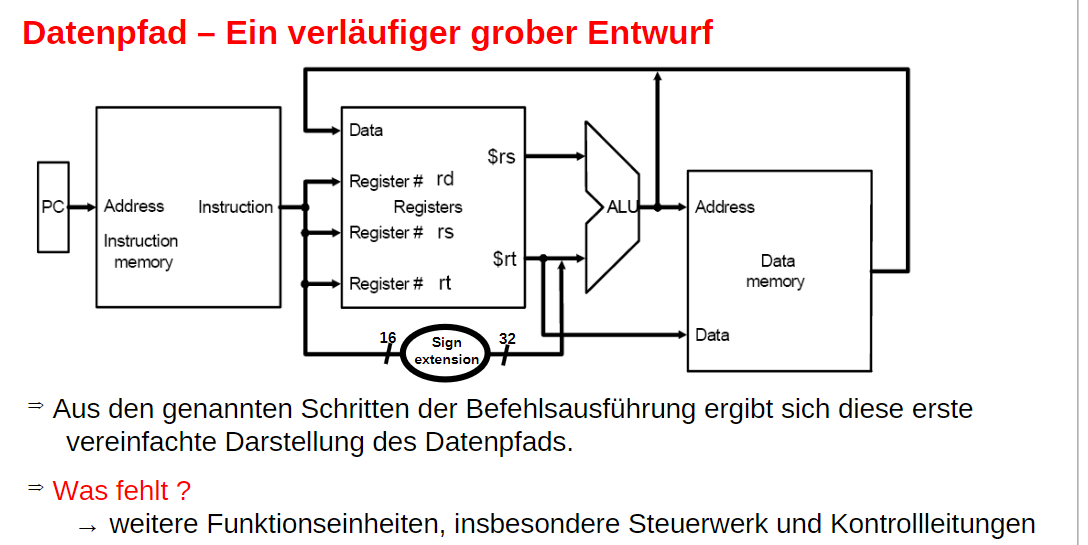 Datenpfad – Ein verläufiger grober Entwurf
Data
$rs
Register # rd
PC
Address
Instruction
Registers
ALU
Address
Instruction
memory
Register # rs
$rt
Data
memory
Register # rt
16
Sign
extension
32
Data
⇒ Aus den genannten Schritten der Befehlsausführung ergibt sich diese erste
vereinfachte Darstellung des Datenpfads.
⇒ Was fehlt ?
→ weitere Funktionseinheiten, insbesondere Steuerwerk und Kontrollleitungen